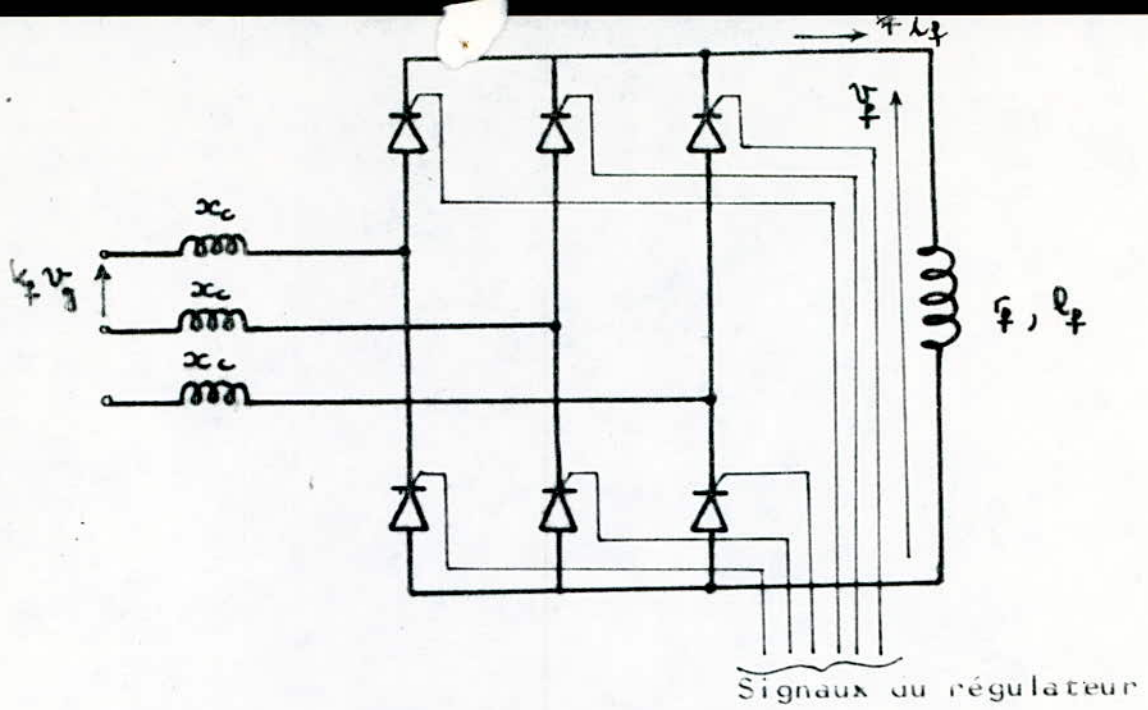 i_f
v_f
x_c
k_f v_g
x_c
r_f , l_f
x_c
Signaux du régulateur